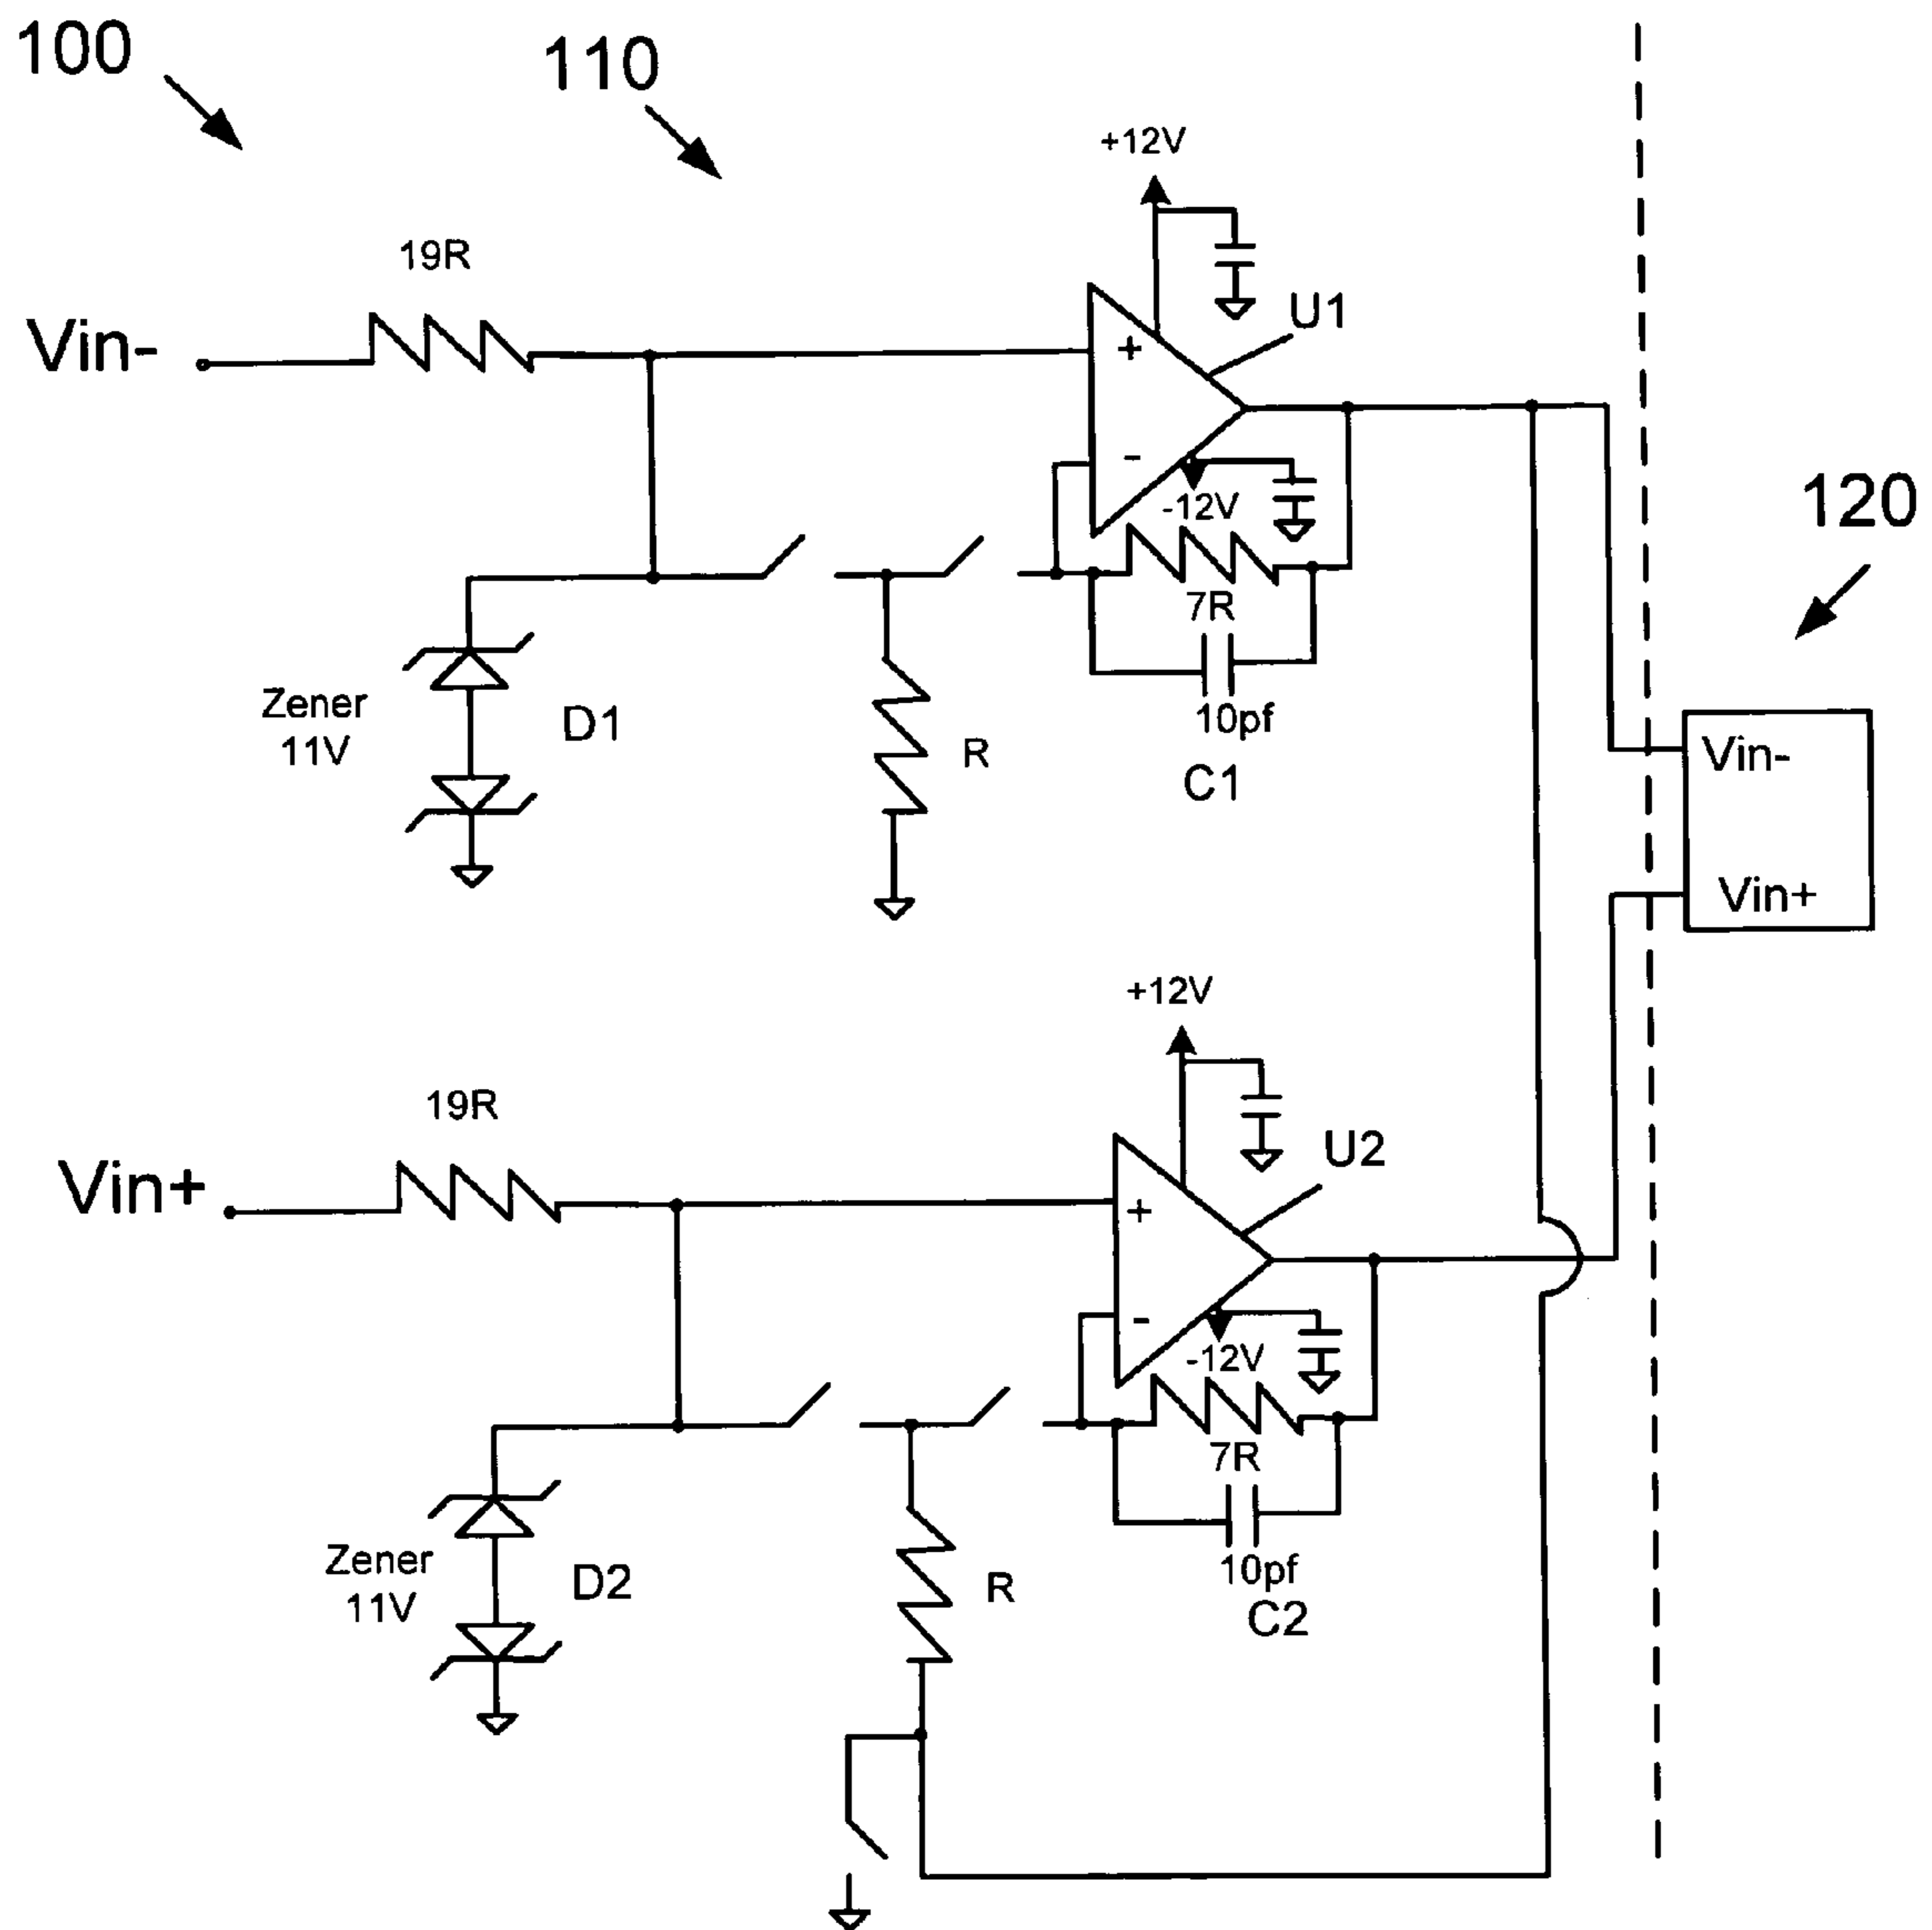 100
110
+12V
19R
U1
Vin-
+
-
-12V
120
7R
10pf
C1
Zener
11V
D1
R
Vin-
Vin+
+12V
19R
U2
Vin+
+
-
-12V
7R
10pf
C2
Zener
11V
D2
R